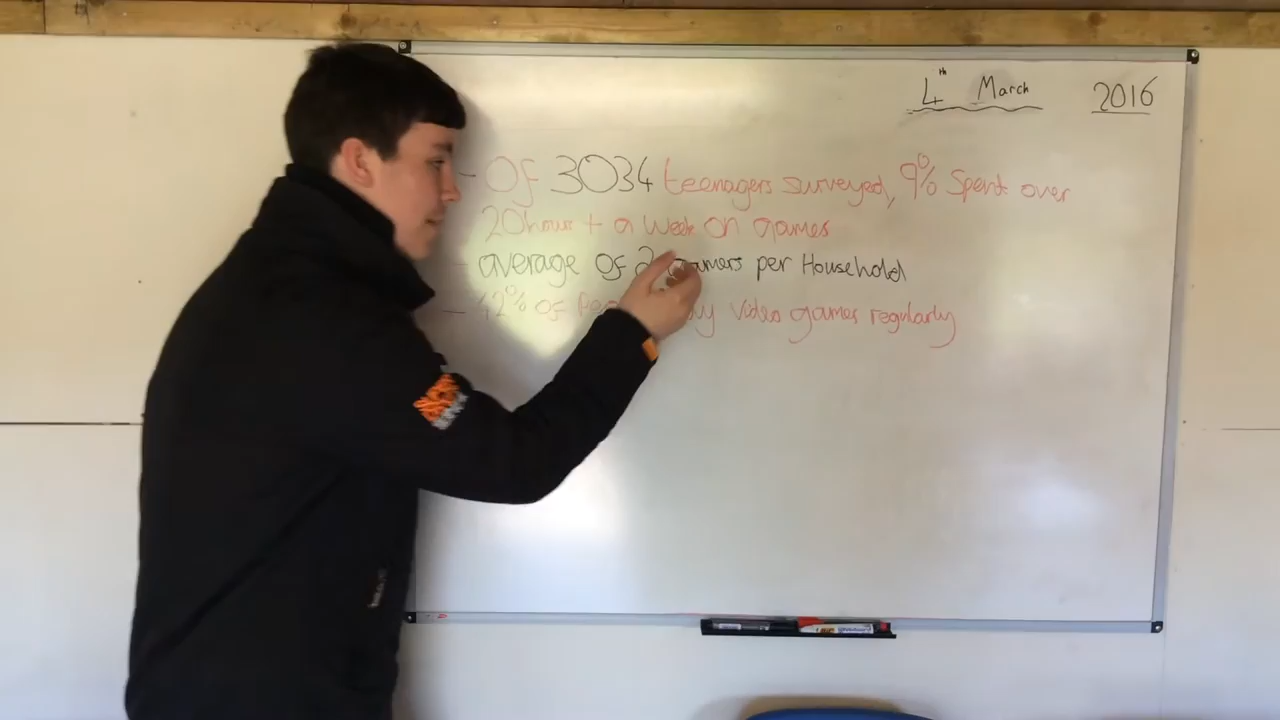 4th March 2016
- Of 3034 teenagers surveyed, 9% Spent over
20hour + a week on games
- average of 2 gamers per Household
- 42% of video games regularly